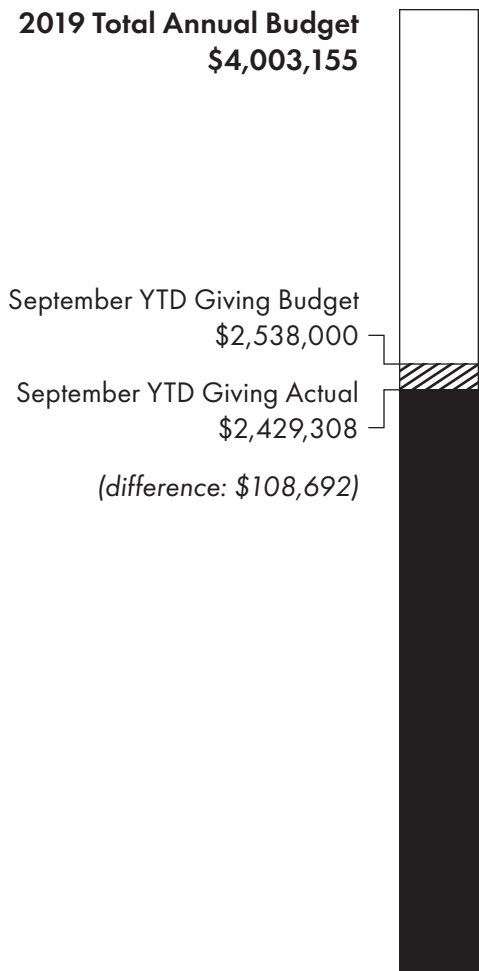 2019 Total Annual Budget
$4,003,155
September YTD Giving Budget
$2,538,000
September YTD Giving Actual
$2,429,308
(difference: $108,692)